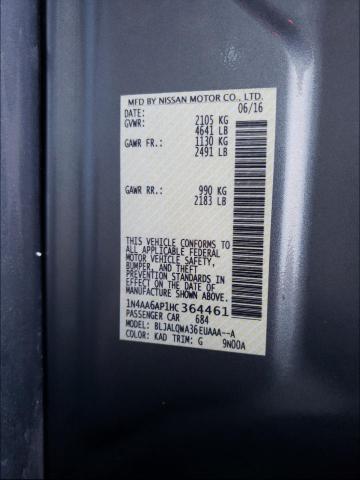 MFD BY NISSAN MOTOR CO., LTD.
DATE: 06/16
GVWR: 2105 KG
4641 LB
GAWR FR.: 1130 KG
2491 LB
GAWR RR.: 990 KG
2183 LB
THIS VEHICLE CONFORMS TO
ALL APPLICABLE FEDERAL
MOTOR VEHICLE SAFETY,
BUMPER, AND THEFT
PREVENTION STANDARDS IN
EFFECT ON THE DATE OF
MANUFACTURE SHOWN ABOVE.
1N4AA6AP1HC364461
PASSENGER CAR 684
MODEL: BLJALQWA36EUAAA--A
COLOR: KAD TRIM: G 9N00A